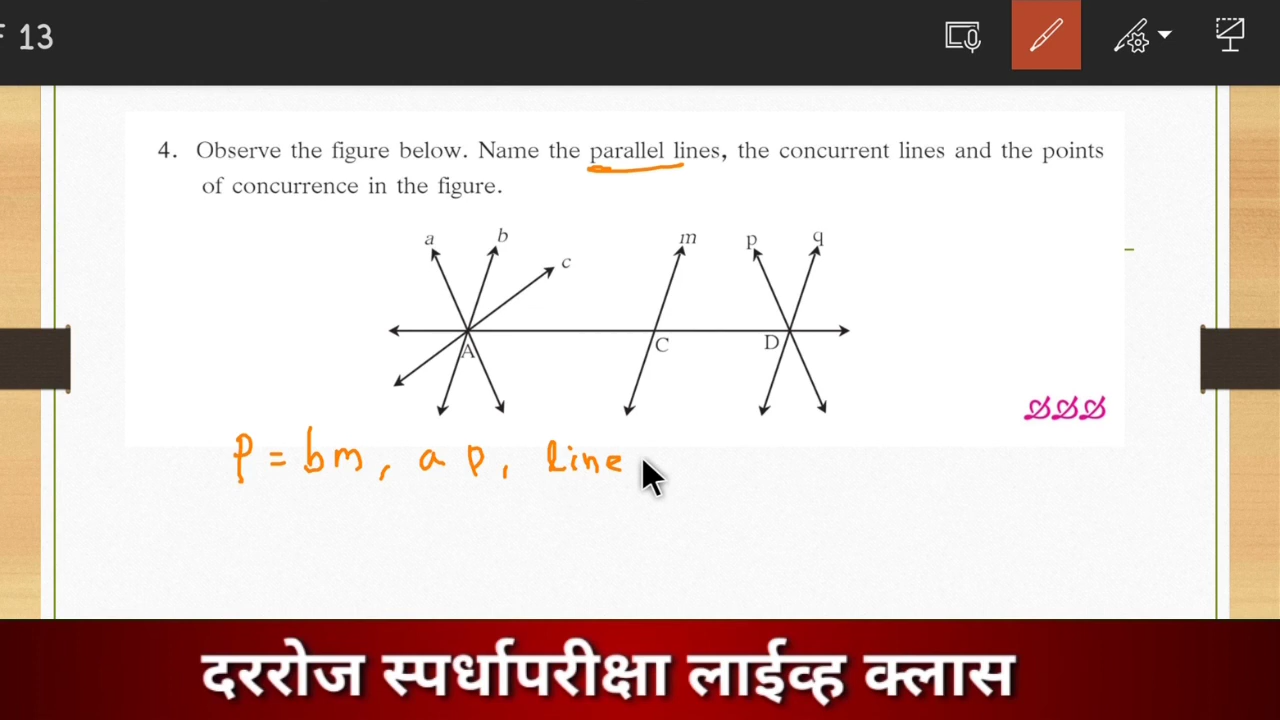 F 13
4. Observe the figure below. Name the parallel lines, the concurrent lines and the points
of concurrence in the figure.
a b c m p q
A C D
P = bm, a p, line
दररोज स्पर्धापरीक्षा लाईव्ह क्लास